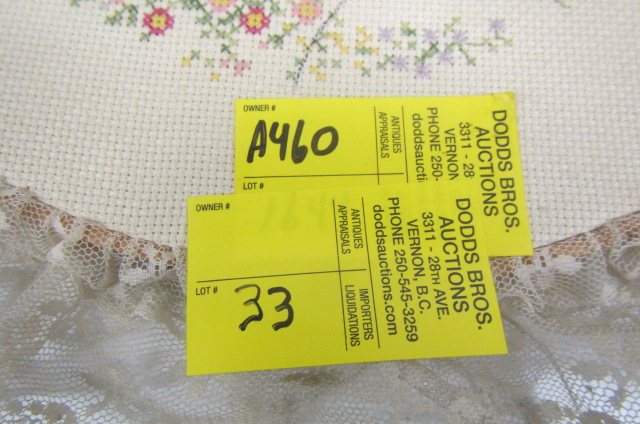 OWNER #
A460
LOT #
ANTIQUES
APPRAISALS
DODDS BROS.
AUCTIONS
3311 - 28
VERNON
PHONE 250-
doddsaucti
OWNER #
LOT #
33
ANTIQUES
APPRAISALS
IMPORTERS
LIQUIDATIONS
DODDS BROS.
AUCTIONS
3311 - 28TH AVE.
VERNON, B.C.
PHONE 250-545-3259
doddsauctions.com